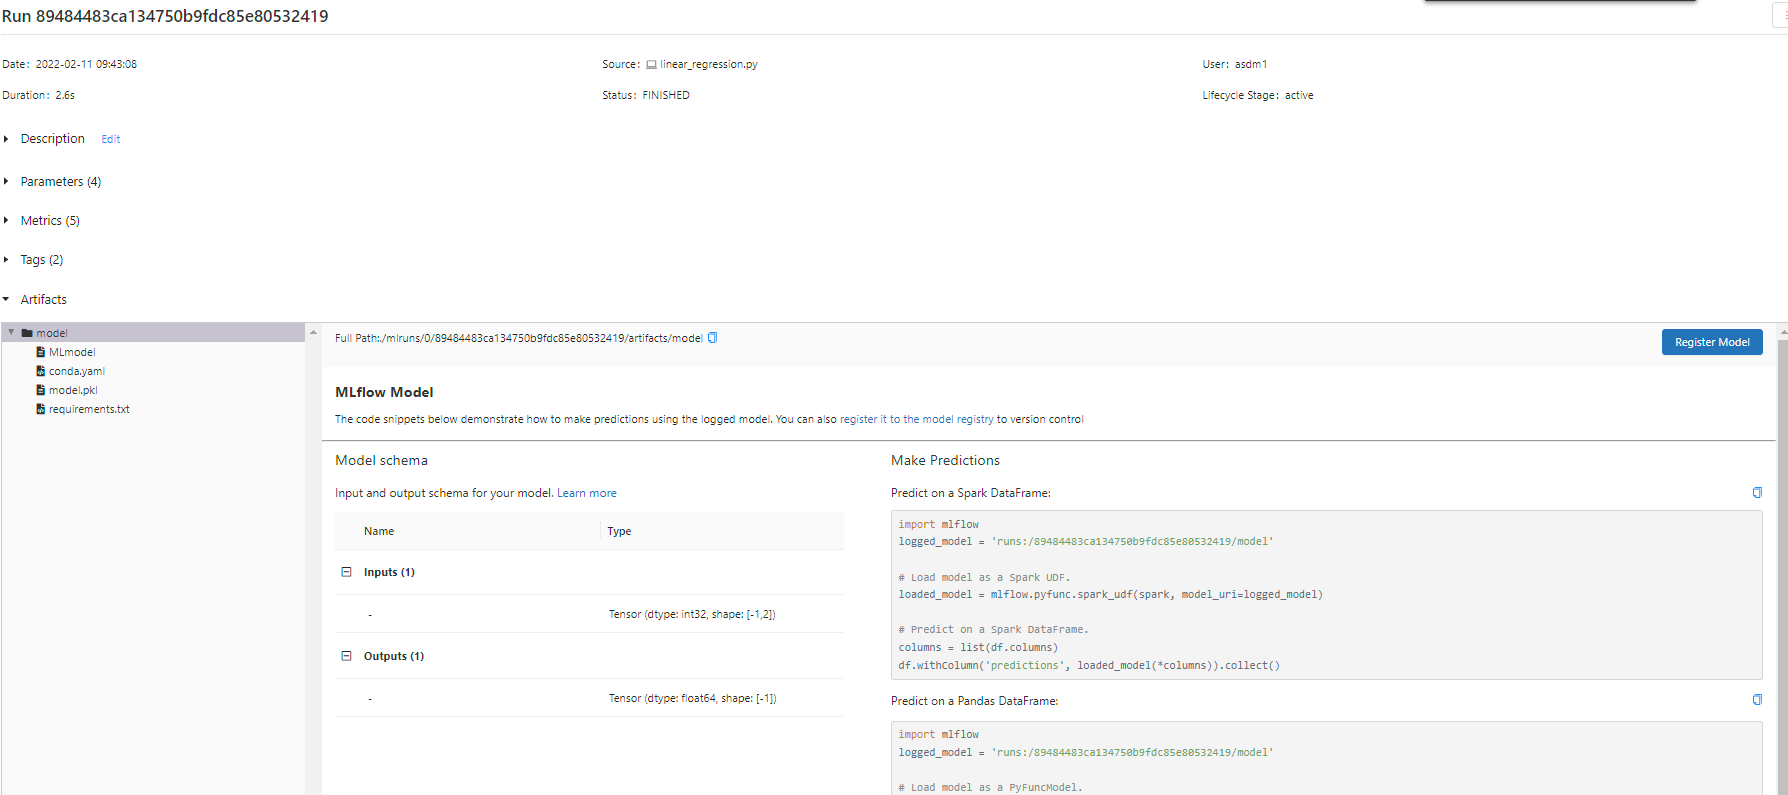 Run 89484483ca134750b9fdc85e80532419
Date: 2022-02-11 09:43:08
Source: linear_regression.py
User: asdm1
Duration: 2.6s
Status: FINISHED
Lifecycle Stage: active
Description Edit
Parameters (4)
Metrics (5)
Tags (2)
Artifacts
model
MLmodel
conda.yaml
model.pkl
requirements.txt
Full Path:./mlruns/0/89484483ca134750b9fdc85e80532419/artifacts/model
Register Model
MLflow Model
The code snippets below demonstrate how to make predictions using the logged model. You can also register it to the model registry to version control
Model schema
Input and output schema for your model. Learn more
Name Type
Inputs (1)
- Tensor (dtype: int32, shape: [-1,2])
Outputs (1)
- Tensor (dtype: float64, shape: [-1])
Make Predictions
Predict on a Spark DataFrame:
import mlflow
logged_model = 'runs:/89484483ca134750b9fdc85e80532419/model'
# Load model as a Spark UDF.
loaded_model = mlflow.pyfunc.spark_udf(spark, model_uri=logged_model)
# Predict on a Spark DataFrame.
columns = list(df.columns)
df.withColumn('predictions', loaded_model(*columns)).collect()
Predict on a Pandas DataFrame:
import mlflow
logged_model = 'runs:/89484483ca134750b9fdc85e80532419/model'
# Load model as a PyFuncModel.